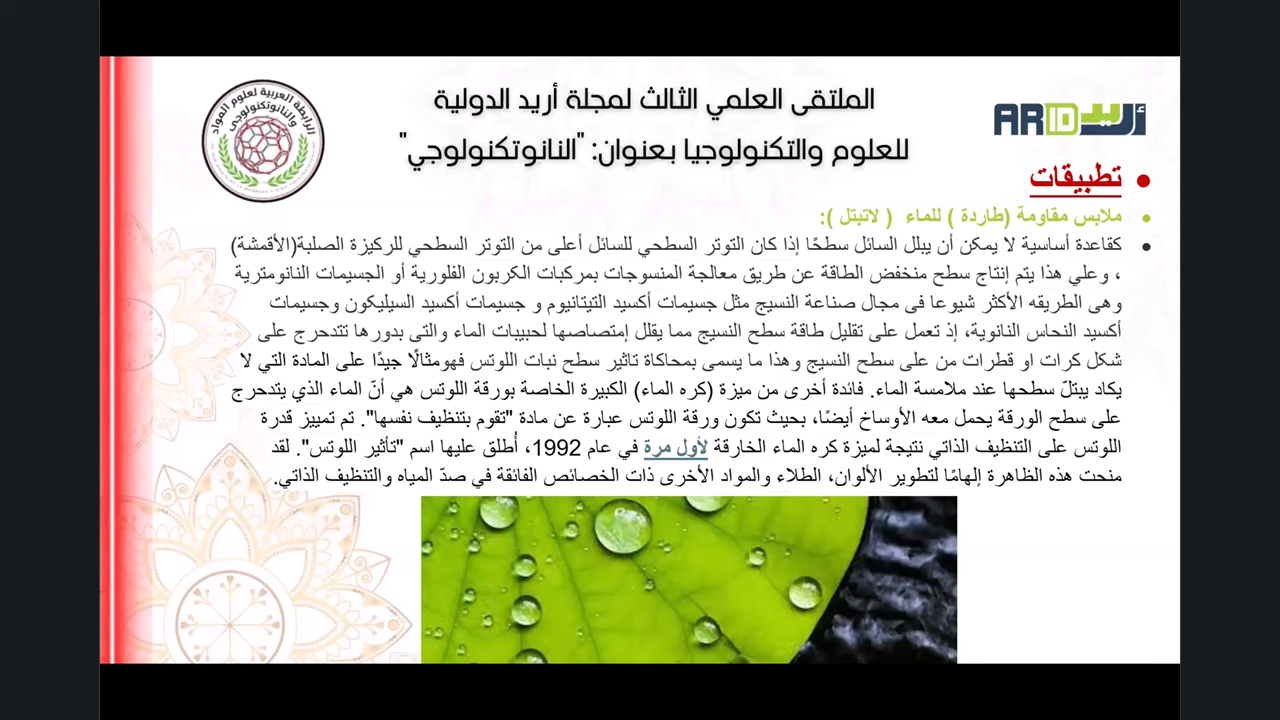 الملتقى العلمي الثالث لمجلة أريد الدولية
للعلوم والتكنولوجيا بعنوان: "النانوتكنولوجي"
الرابطة العربية لعلوم المواد
والنانوتكنولوجى
ARID أريد
• تطبيقات
• ملابس مقاومة (طاردة ) للماء ( لاتبتل ):
• كقاعدة أساسية لا يمكن أن يبلل السائل سطحًا إذا كان التوتر السطحي للسائل أعلى من التوتر السطحي للركيزة الصلبة(الأقمشة)
، وعلي هذا يتم إنتاج سطح منخفض الطاقة عن طريق معالجة المنسوجات بمركبات الكربون الفلورية أو الجسيمات النانومترية
وهى الطريقه الأكثر شيوعا فى مجال صناعة النسيج مثل جسيمات أكسيد التيتانيوم و جسيمات أكسيد السيليكون وجسيمات
أكسيد النحاس النانوية، إذ تعمل على تقليل طاقة سطح النسيج مما يقلل إمتصاصها لحبيبات الماء والتى بدورها تتدحرج على
شكل كرات او قطرات من على سطح النسيج وهذا ما يسمى بمحاكاة تاثير سطح نبات اللوتس فهومثالًا جيدًا على المادة التي لا
يكاد يبتلّ سطحها عند ملامسة الماء. فائدة أخرى من ميزة (كره الماء) الكبيرة الخاصة بورقة اللوتس هي أنّ الماء الذي يتدحرج
على سطح الورقة يحمل معه الأوساخ أيضًا، بحيث تكون ورقة اللوتس عبارة عن مادة "تقوم بتنظيف نفسها". تم تمييز قدرة
اللوتس على التنظيف الذاتي نتيجة لميزة كره الماء الخارقة لأول مرة في عام 1992، أُطلق عليها اسم "تأثير اللوتس". لقد
منحت هذه الظاهرة إلهامًا لتطوير الألوان، الطلاء والمواد الأخرى ذات الخصائص الفائقة في صدّ المياه والتنظيف الذاتي.